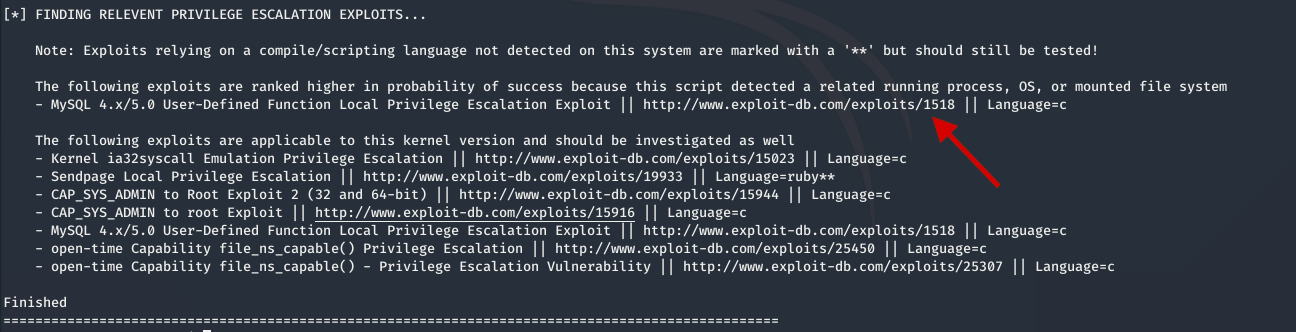 [*] FINDING RELEVENT PRIVILEGE ESCALATION EXPLOITS...
Note: Exploits relying on a compile/scripting language not detected on this system are marked with a '**' but should still be tested!
The following exploits are ranked higher in probability of success because this script detected a related running process, OS, or mounted file system
- MySQL 4.x/5.0 User-Defined Function Local Privilege Escalation Exploit || http://www.exploit-db.com/exploits/1518 || Language=c
The following exploits are applicable to this kernel version and should be investigated as well
- Kernel ia32syscall Emulation Privilege Escalation || http://www.exploit-db.com/exploits/15023 || Language=c
- Sendpage Local Privilege Escalation || http://www.exploit-db.com/exploits/19933 || Language=ruby**
- CAP_SYS_ADMIN to Root Exploit 2 (32 and 64-bit) || http://www.exploit-db.com/exploits/15944 || Language=c
- CAP_SYS_ADMIN to root Exploit || http://www.exploit-db.com/exploits/15916 || Language=c
- MySQL 4.x/5.0 User-Defined Function Local Privilege Escalation Exploit || http://www.exploit-db.com/exploits/1518 || Language=c
- open-time Capability file_ns_capable() Privilege Escalation || http://www.exploit-db.com/exploits/25450 || Language=c
- open-time Capability file_ns_capable() - Privilege Escalation Vulnerability || http://www.exploit-db.com/exploits/25307 || Language=c
Finished
=================================================================================================